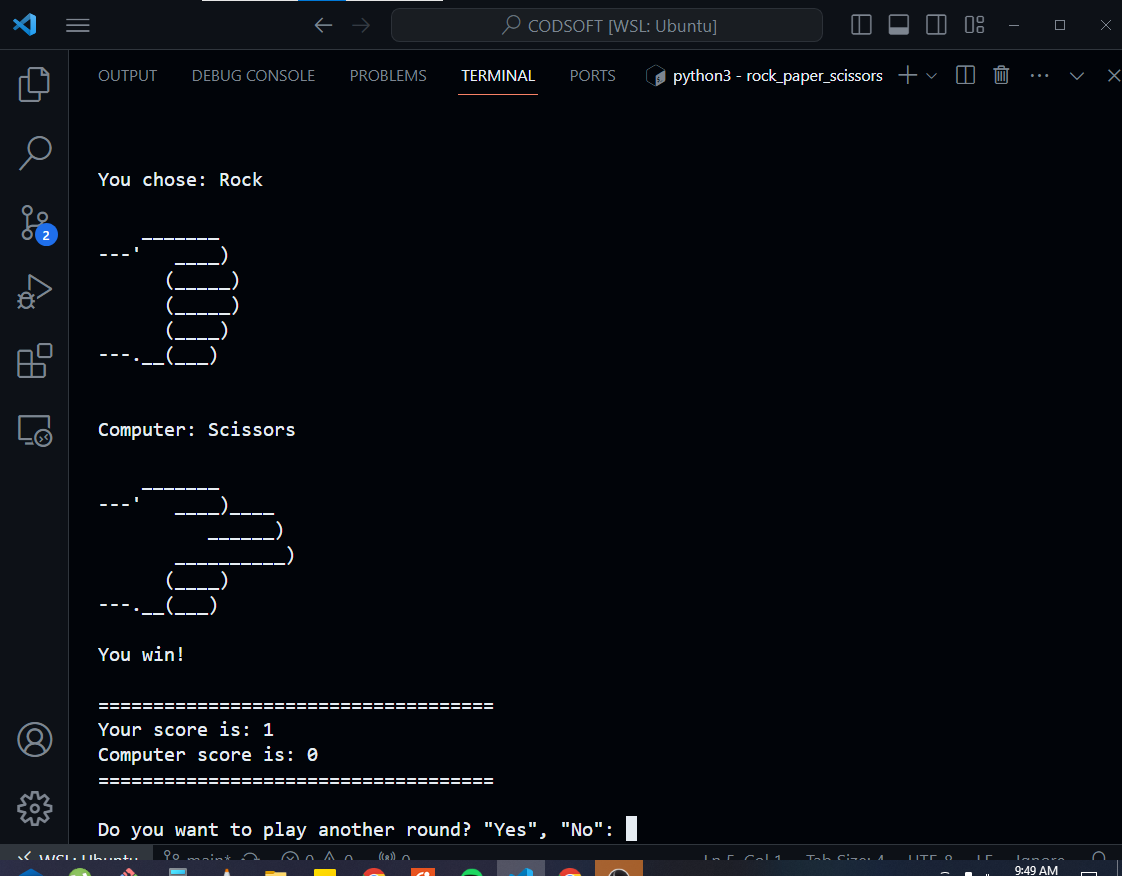 CODSOFT [WSL: Ubuntu]
OUTPUT DEBUG CONSOLE PROBLEMS TERMINAL PORTS python3 - rock_paper_scissors
You chose: Rock
    _______
---'   ____)
      (_____)
      (_____)
      (____)
---.__(___)
2
Computer: Scissors
    _______
---'   ____)____
          ______)
       __________)
      (____)
---.__(___)
You win!
====================================
Your score is: 1
Computer score is: 0
====================================
Do you want to play another round? "Yes", "No":
WSL: Ubuntu main* 0 0 0 Ln 5, Col 1 Tab Size: 4 UTF-8 LF Ignore
9:49 AM